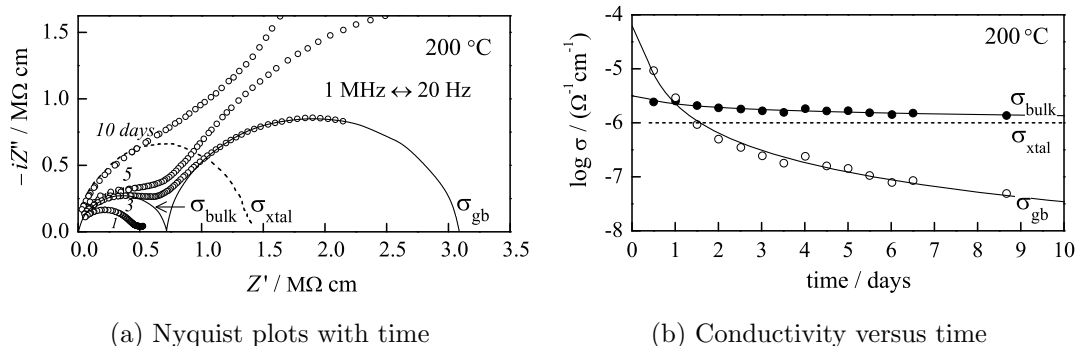 200 °C
1 MHz ↔ 20 Hz
10 days
5
3
1
σbulk
σxtal
σgb
−iZ" / MΩ cm
1.5
1.0
0.5
0.0
0.0 0.5 1.0 1.5 2.0 2.5 3.0 3.5
Z' / MΩ cm
(a) Nyquist plots with time
200 °C
σbulk
σxtal
σgb
log σ / (Ω⁻¹cm⁻¹)
-4
-5
-6
-7
-8
0 1 2 3 4 5 6 7 8 9 10
time / days
(b) Conductivity versus time